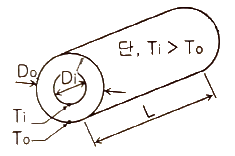 단, Ti > To
Do
Di
Ti
To
L